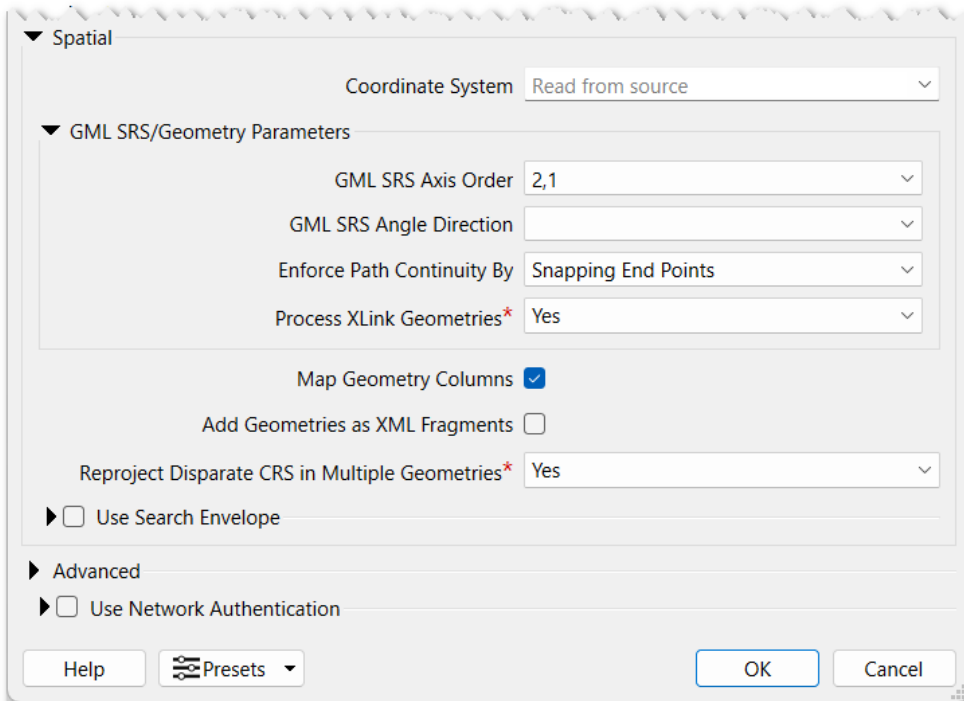 Spatial
Coordinate System Read from source
GML SRS/Geometry Parameters
GML SRS Axis Order 2,1
GML SRS Angle Direction
Enforce Path Continuity By Snapping End Points
Process XLink Geometries* Yes
Map Geometry Columns
Add Geometries as XML Fragments
Reproject Disparate CRS in Multiple Geometries* Yes
Use Search Envelope
Advanced
Use Network Authentication
Help Presets OK Cancel